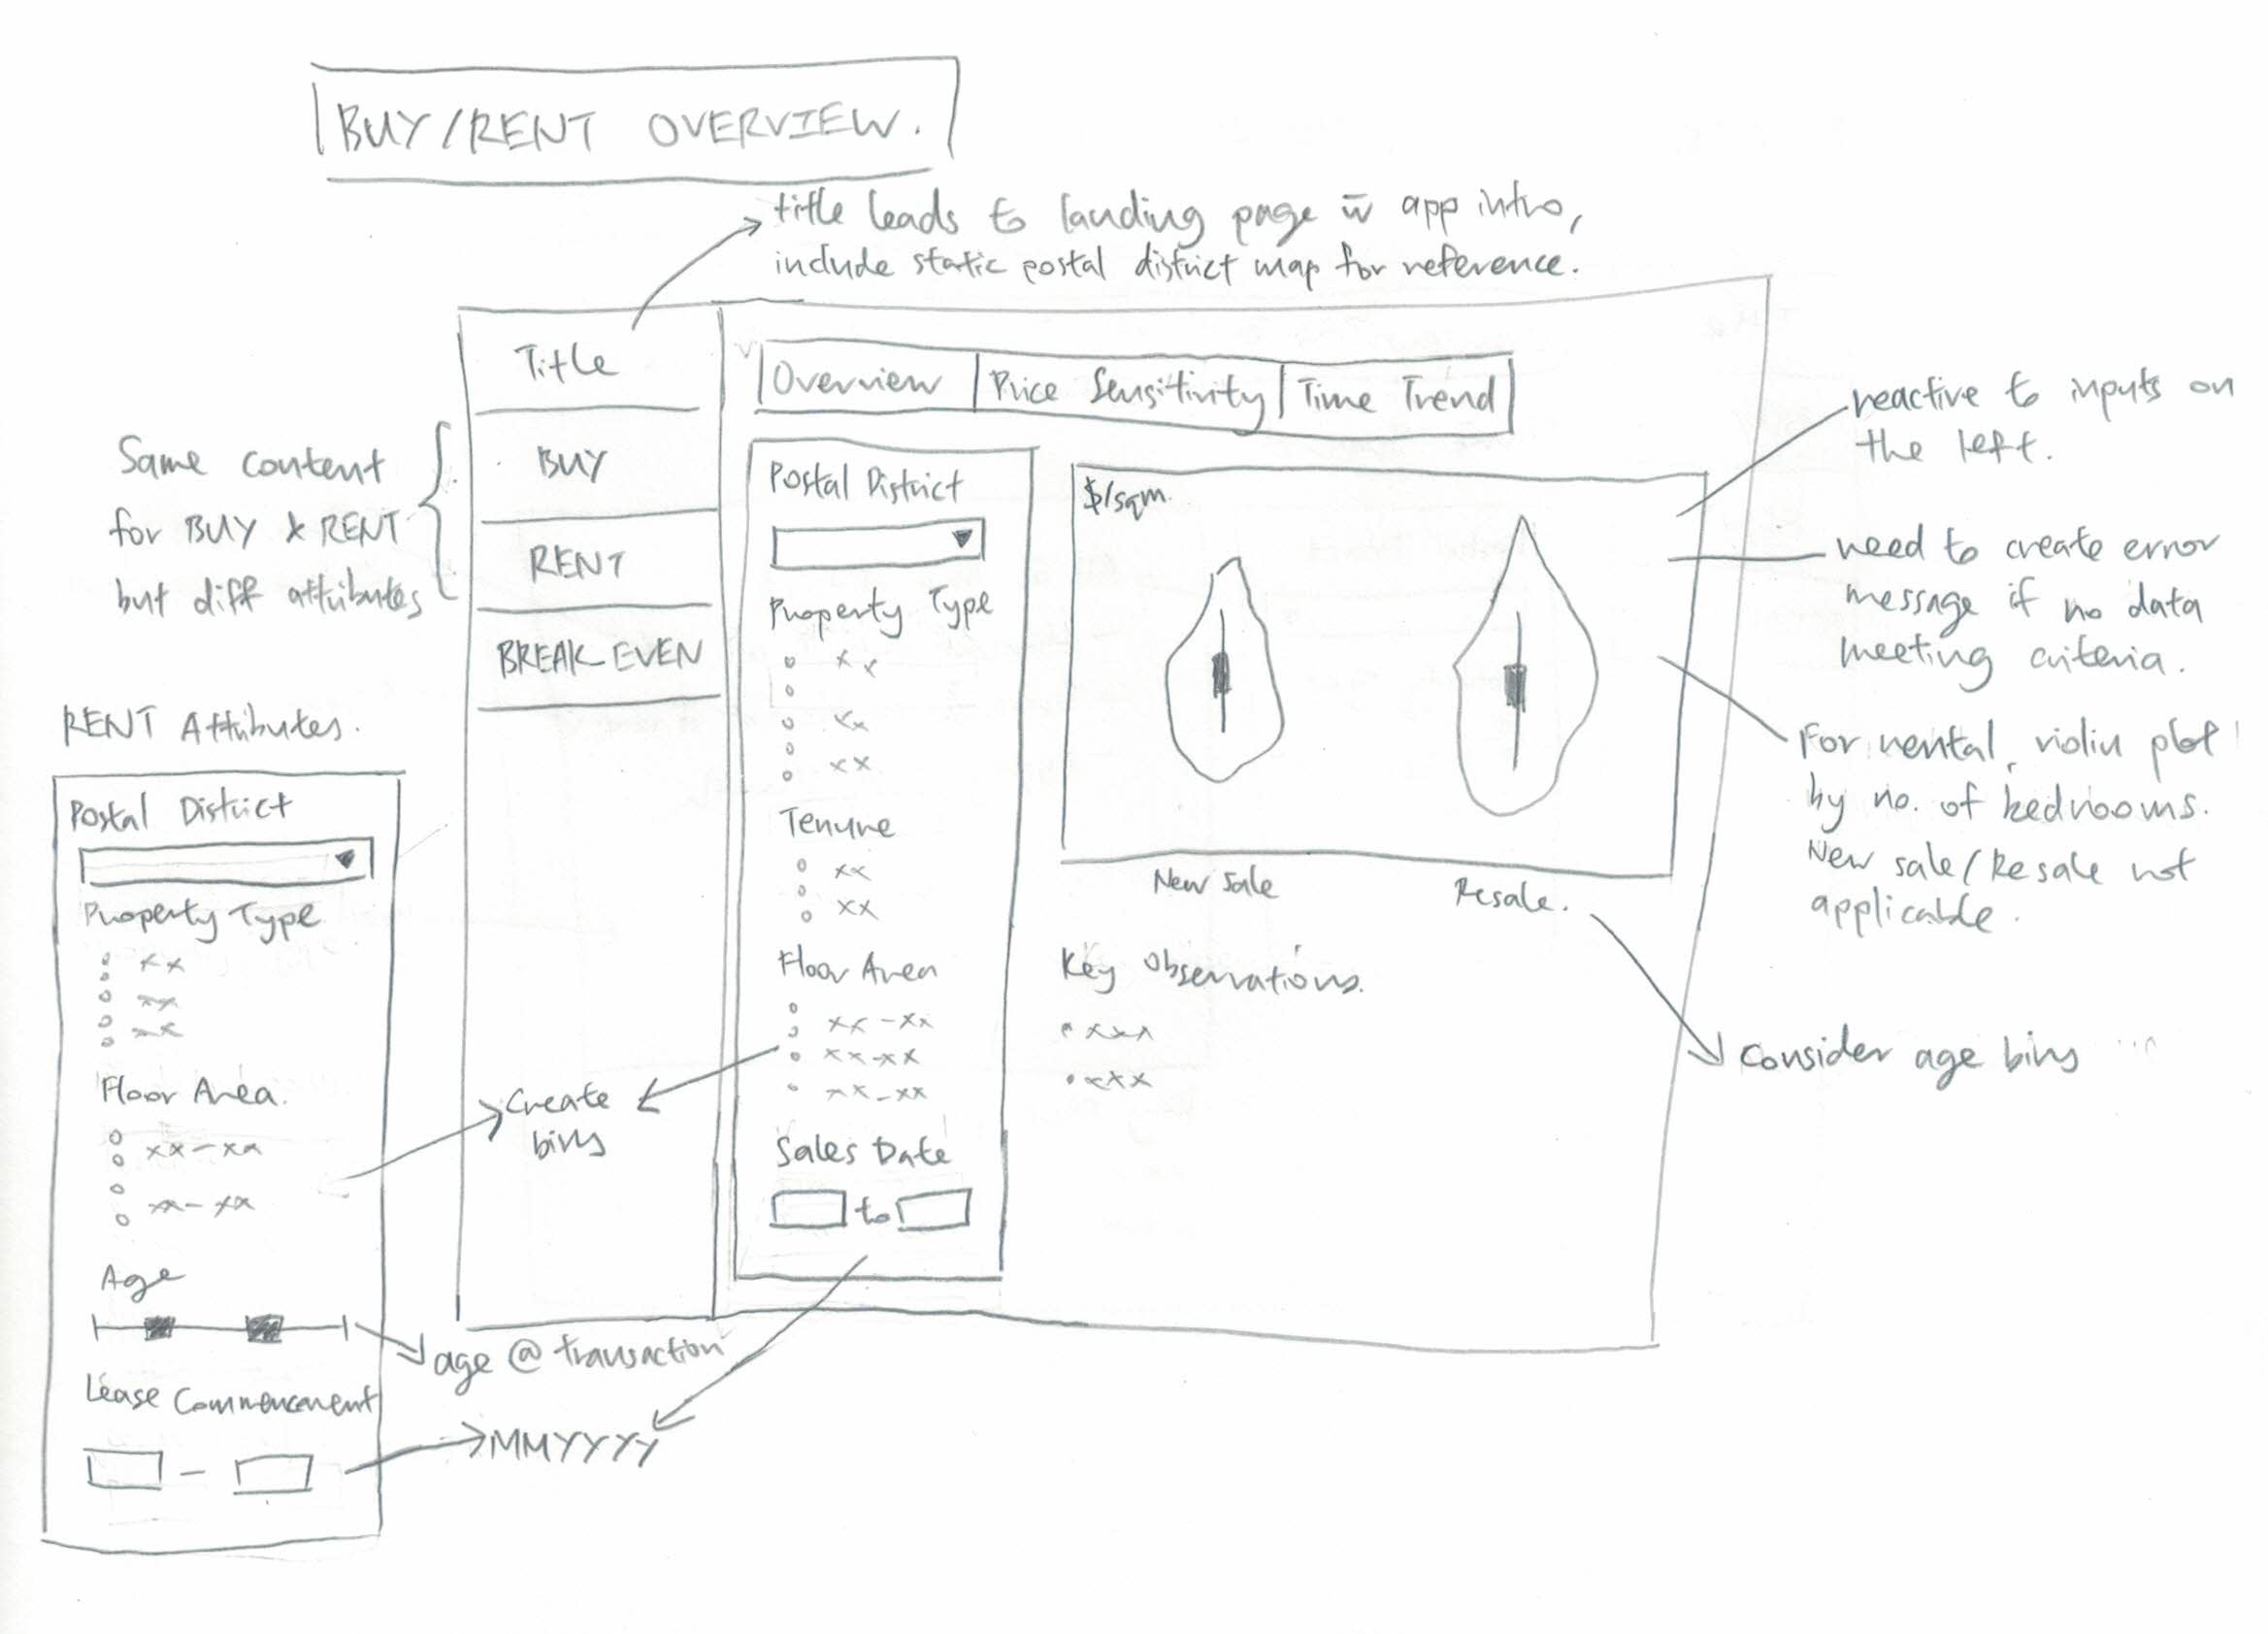 BUY/RENT OVERVIEW.
title leads to landing page w̄ app intro,
include static postal district map for reference.
Title
BUY
RENT
BREAK EVEN
Same content
for BUY & RENT
but diff attributes
Overview
Price Sensitivity
Time Trend
Postal District
Property Type
xx
xx
xx
Tenure
xx
xx
Floor Area
xx-xx
xx-xx
xx-xx
Sales Date
to
$/sqm.
New Sale
Resale.
Key Observations.
• xxx
• xxx
reactive to inputs on
the left.
need to create error
message if no data
meeting criteria.
For rental, violin plot
by no. of bedrooms.
New sale/Resale not
applicable.
Consider age bins ...
RENT Attributes.
Postal District
Property Type
xx
xx
xx
Floor Area.
xx-xx
xx-xx
Age
Lease Commencement
-
Create
bins
age @ transaction
MMYYYY